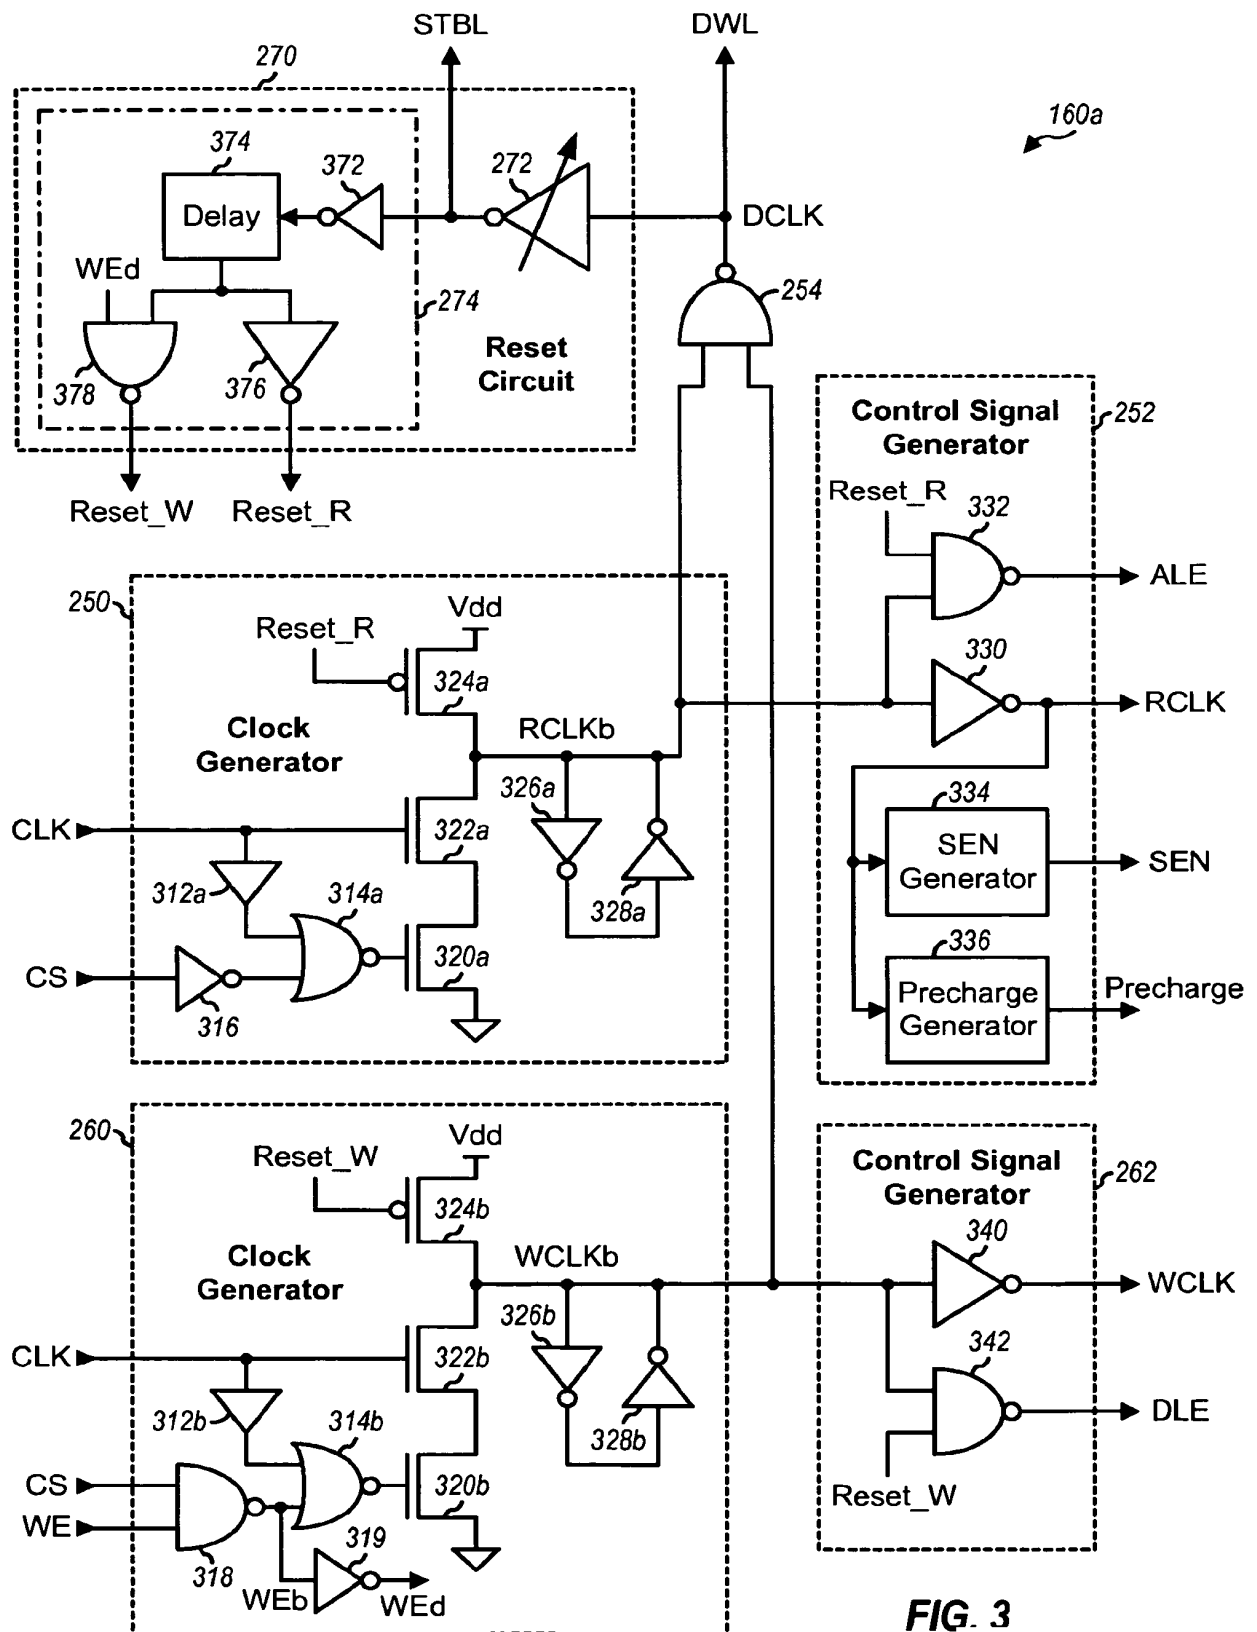 STBL
DWL
270
160a
374
372
272
Delay
DCLK
WEd
254
274
Reset
Circuit
378
376
Control Signal
Generator
252
Reset_W
Reset_R
Reset_R
332
ALE
250
Vdd
Reset_R
324a
330
RCLK
Clock
Generator
RCLKb
326a
334
CLK
322a
SEN
Generator
SEN
312a
314a
328a
336
CS
320a
Precharge
Generator
Precharge
316
260
Vdd
Reset_W
Control Signal
Generator
262
324b
340
Clock
Generator
WCLKb
WCLK
326b
CLK
322b
342
312b
314b
328b
DLE
CS
320b
Reset_W
WE
318
319
WEb
WEd
FIG. 3